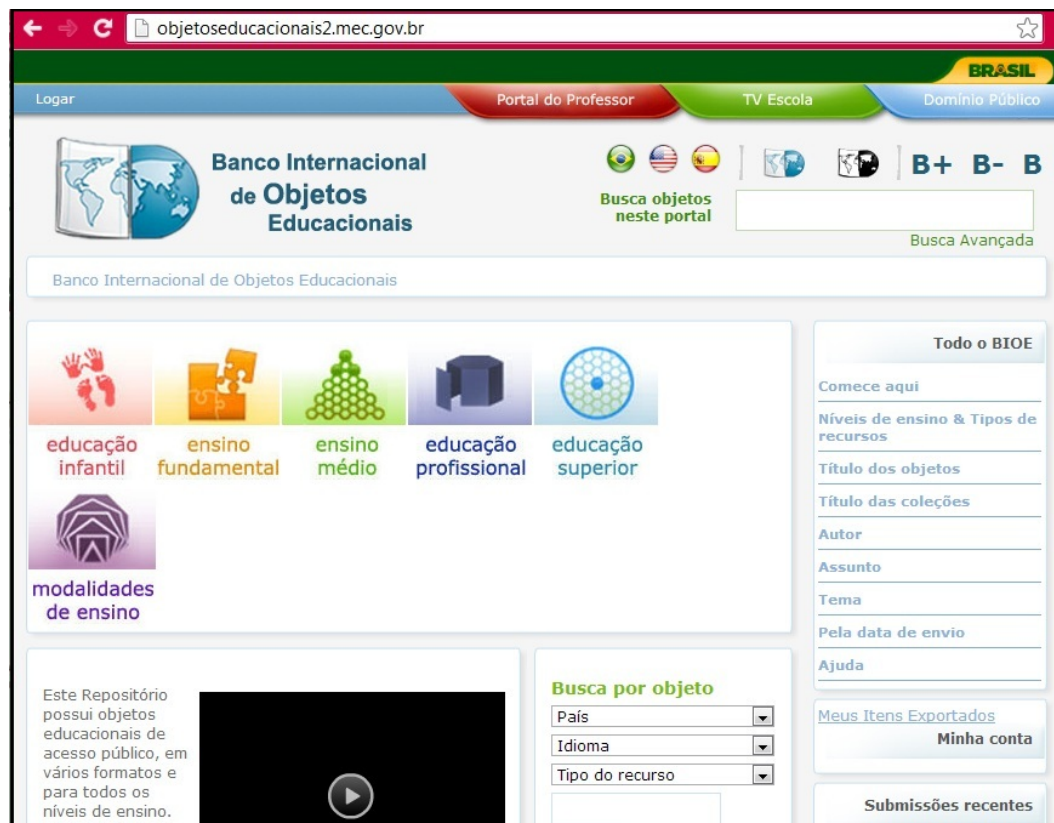 objetoseducacionais2.mec.gov.br
BRASIL
Logar
Portal do Professor
TV Escola
Domínio Público
Banco Internacional
de Objetos
Educacionais
B+ B- B
Busca objetos
neste portal
Busca Avançada
Banco Internacional de Objetos Educacionais
educação
infantil
ensino
fundamental
ensino
médio
educação
profissional
educação
superior
modalidades
de ensino
Todo o BIOE
Comece aqui
Níveis de ensino & Tipos de
recursos
Título dos objetos
Título das coleções
Autor
Assunto
Tema
Pela data de envio
Ajuda
Este Repositório
possui objetos
educacionais de
acesso público, em
vários formatos e
para todos os
níveis de ensino.
Busca por objeto
País
Idioma
Tipo do recurso
Meus Itens Exportados
Minha conta
Submissões recentes